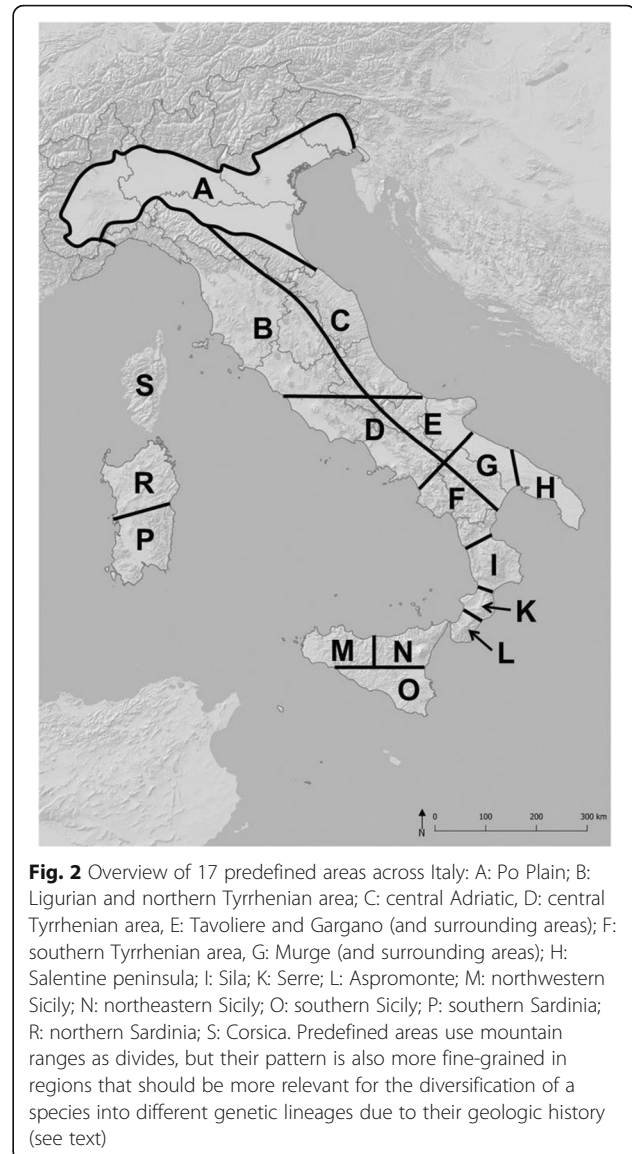 A
B
C
S
D
E
G
H
R
F
P
I
K
M
N
L
O
N
0
100
200
300 km
Fig. 2 Overview of 17 predefined areas across Italy: A: Po Plain; B:
Ligurian and northern Tyrrhenian area; C: central Adriatic, D: central
Tyrrhenian area, E: Tavoliere and Gargano (and surrounding areas); F:
southern Tyrrhenian area, G: Murge (and surrounding areas); H:
Salentine peninsula; I: Sila; K: Serre; L: Aspromonte; M: northwestern
Sicily; N: northeastern Sicily; O: southern Sicily; P: southern Sardinia;
R: northern Sardinia; S: Corsica. Predefined areas use mountain
ranges as divides, but their pattern is also more fine-grained in
regions that should be more relevant for the diversification of a
species into different genetic lineages due to their geologic history
(see text)